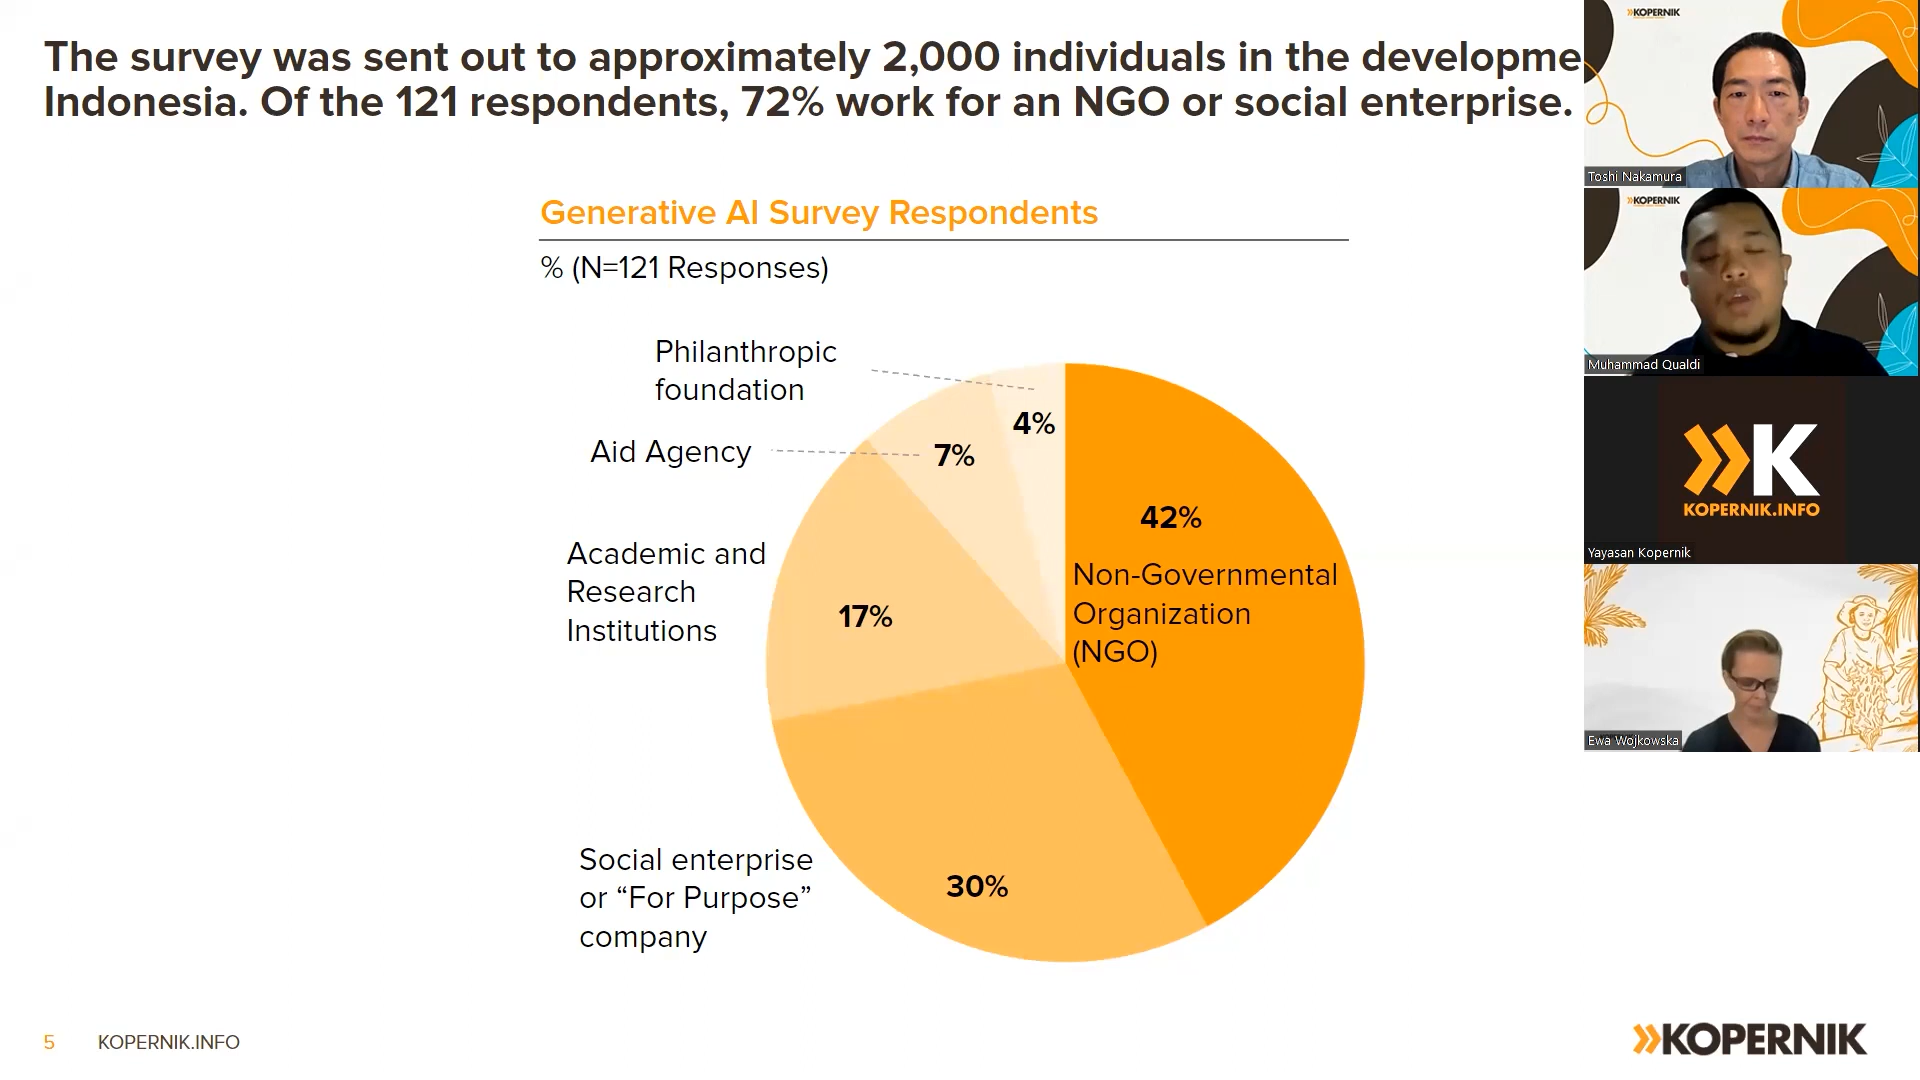 The survey was sent out to approximately 2,000 individuals in the developme
Indonesia. Of the 121 respondents, 72% work for an NGO or social enterprise.
Generative AI Survey Respondents
% (N=121 Responses)
Philanthropic
foundation
4%
Aid Agency
7%
42%
Non-Governmental
Organization
(NGO)
Academic and
Research
Institutions
17%
Social enterprise
or “For Purpose”
company
30%
5
KOPERNIK.INFO
KOPERNIK
KOPERNIK
Toshi Nakamura
KOPERNIK
Muhammad Qualdi
K
KOPERNIK.INFO
Yayasan Kopernik
Ewa Wojkowska